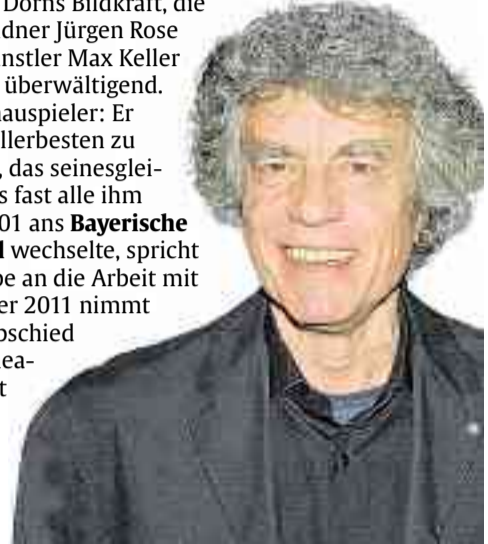 Dorns Bildkraft, die
dner Jürgen Rose
nstler Max Keller
überwältigend.
auspieler: Er
llerbesten zu
, das seinesglei-
s fast alle ihm
01 ans Bayerische
l wechselte, spricht
be an die Arbeit mit
er 2011 nimmt
bschied
ea-
t